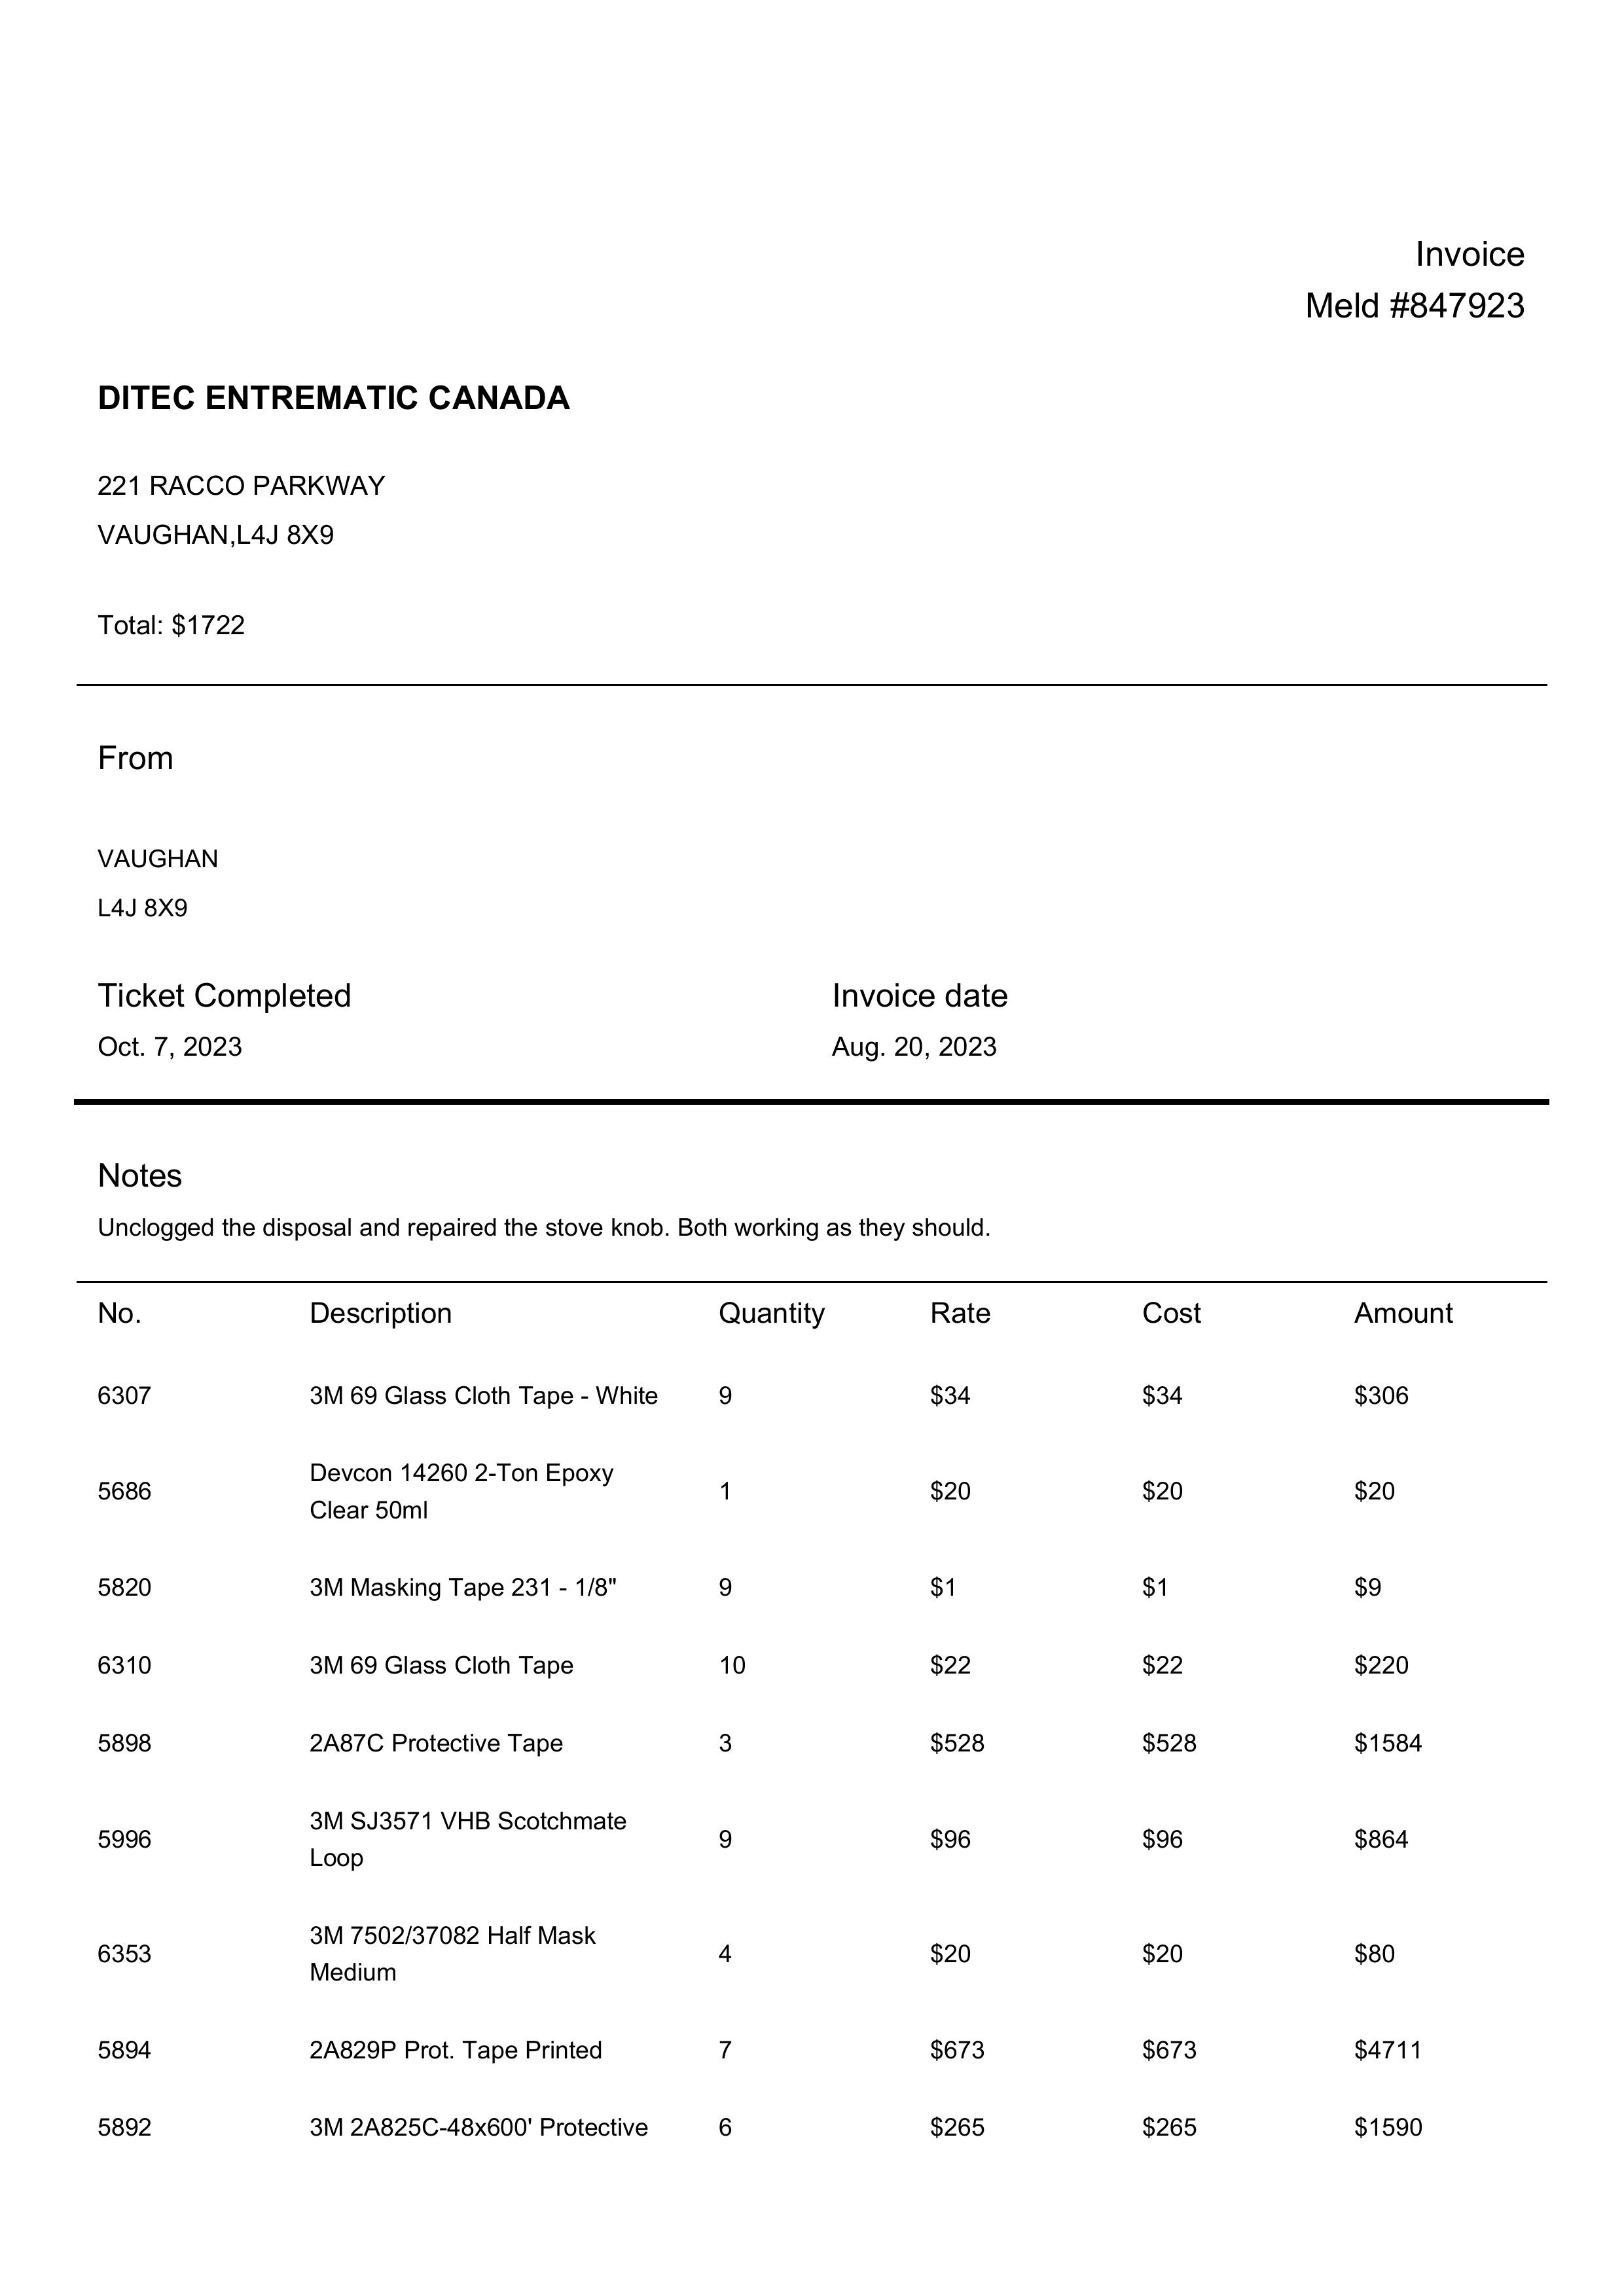 Invoice
Meld #847923
DITEC ENTREMATIC CANADA
221 RACCO PARKWAY
VAUGHAN,L4J 8X9
Total: $1722
From
VAUGHAN
L4J 8X9
Ticket Completed Invoice date
Oct. 7, 2023 Aug. 20, 2023
Notes
Unclogged the disposal and repaired the stove knob. Both working as they should.
No. Description Quantity Rate Cost Amount
6307 3M 69 Glass Cloth Tape - White 9 $34 $34 $306
5686 Devcon 14260 2-Ton Epoxy 1 $20 $20 $20
Clear 50ml
5820 3M Masking Tape 231 - 1/8" 9 $1 $1 $9
6310 3M 69 Glass Cloth Tape 10 $22 $22 $220
5898 2A87C Protective Tape 3 $528 $528 $1584
5996 3M SJ3571 VHB Scotchmate 9 $96 $96 $864
Loop
6353 3M 7502/37082 Half Mask 4 $20 $20 $80
Medium
5894 2A829P Prot. Tape Printed 7 $673 $673 $4711
5892 3M 2A825C-48x600' Protective 6 $265 $265 $1590